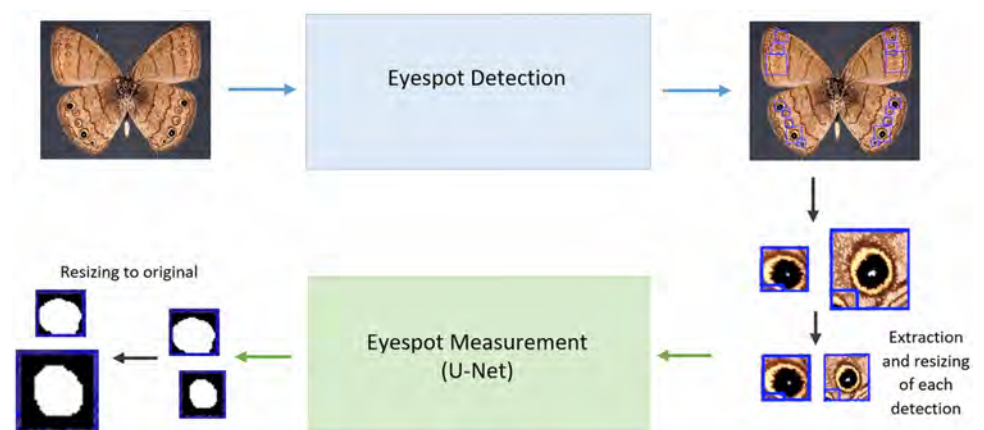 Eyespot Detection
Resizing to original
Eyespot Measurement
(U-Net)
Extraction
and resizing
of each
detection